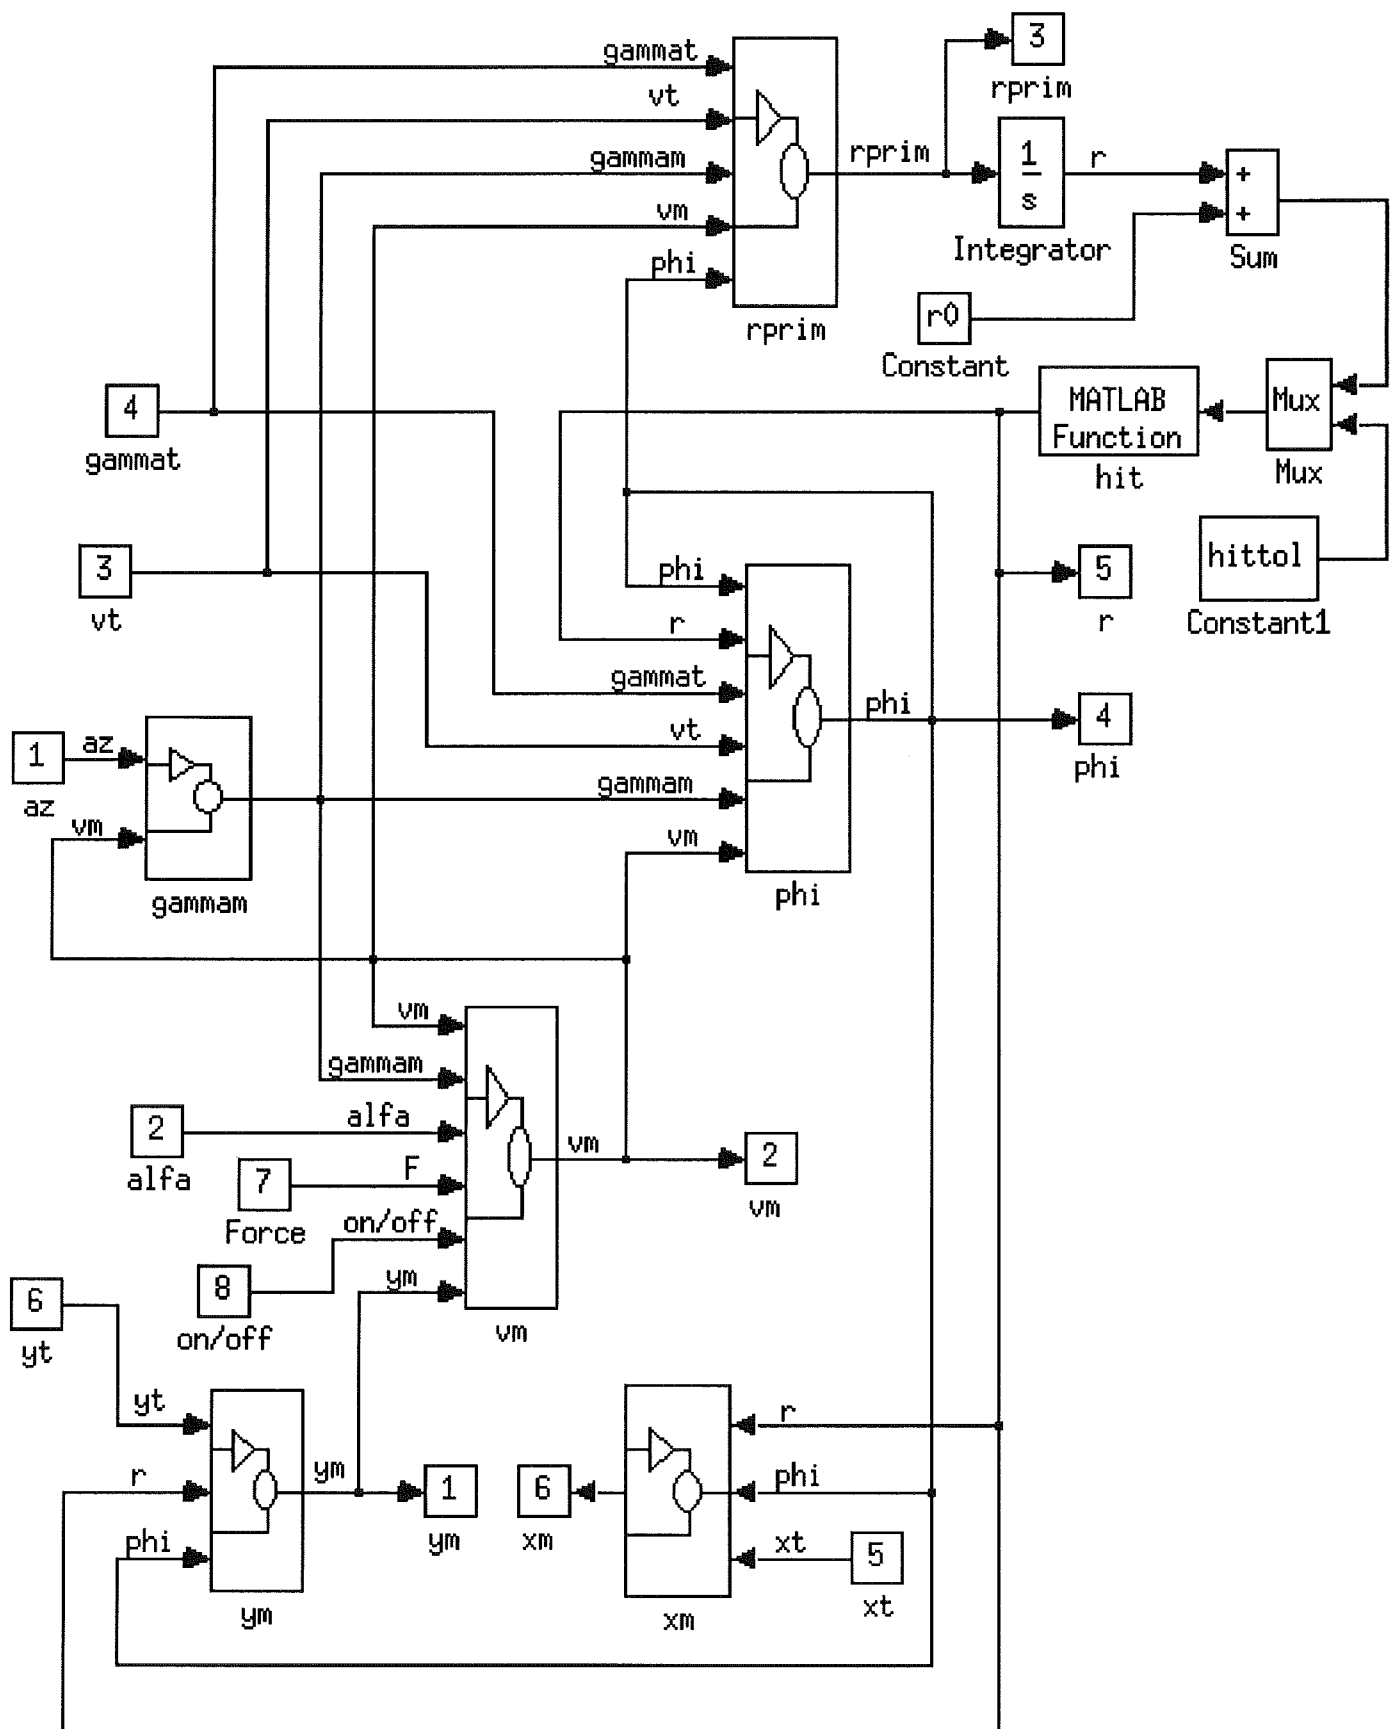 3
gammat
rprim
vt
1
s
gammam
rprim
r
+
vm
+
Integrator
Sum
phi
r0
rprim
Constant
4
MATLAB
Function
Mux
gammat
hit
Mux
3
phi
5
hittol
vt
r
r
Constant1
gammat
phi
4
1
az
vt
phi
az
gammam
vm
vm
gammam
phi
vm
gammam
2
alfa
vm
2
alfa
7
F
vm
Force
on/off
8
ym
6
on/off
vm
yt
yt
r
r
ym
1
6
phi
ym
xm
phi
xt
5
ym
xm
xt